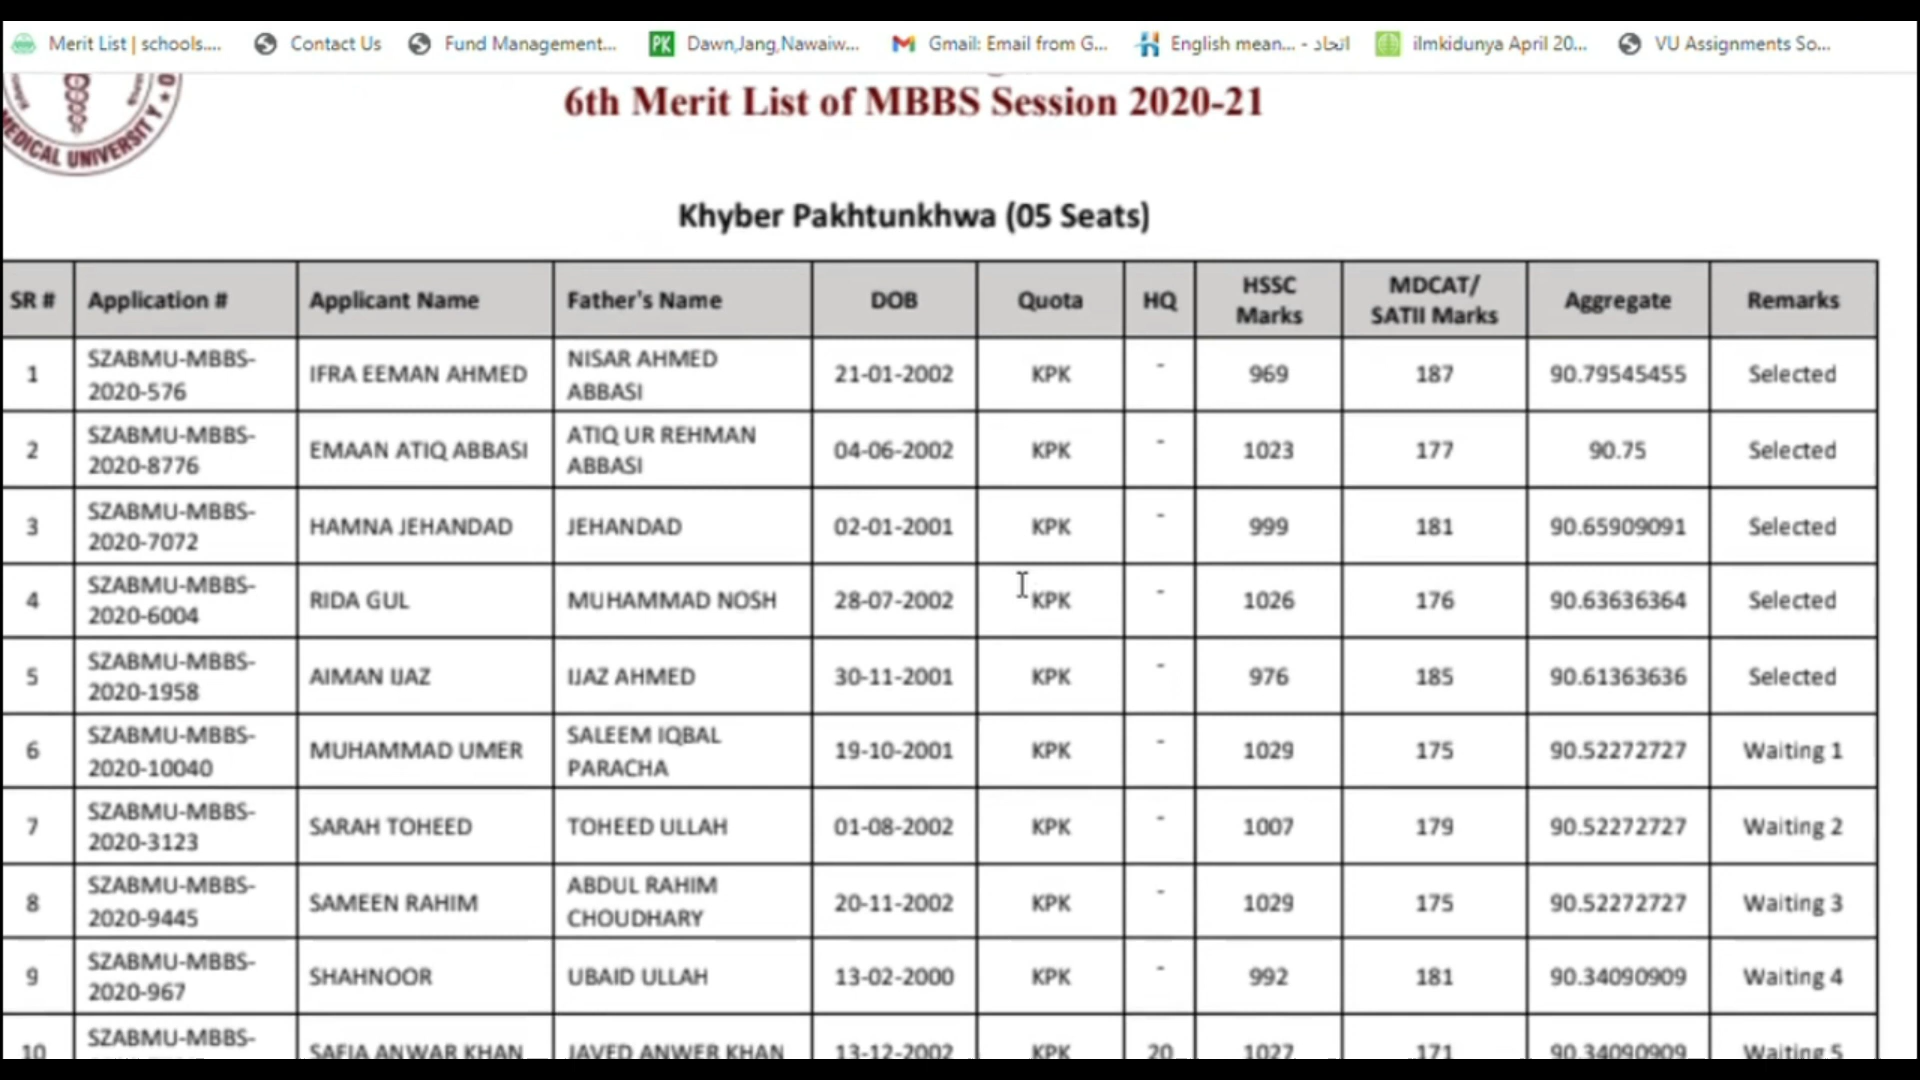 Merit List | schools....
Contact Us
Fund Management...
PK Dawn,Jang,Nawaiw...
Gmail: Email from G...
English mean... - اتحاد
ilmkidunya April 20...
VU Assignments So...
MEDICAL UNIVERSITY
6th Merit List of MBBS Session 2020-21
Khyber Pakhtunkhwa (05 Seats)
SR # Application # Applicant Name Father's Name DOB Quota HQ HSSC Marks MDCAT/ SATII Marks Aggregate Remarks
1 SZABMU-MBBS-2020-576 IFRA EEMAN AHMED NISAR AHMED ABBASI 21-01-2002 KPK - 969 187 90.79545455 Selected
2 SZABMU-MBBS-2020-8776 EMAAN ATIQ ABBASI ATIQ UR REHMAN ABBASI 04-06-2002 KPK - 1023 177 90.75 Selected
3 SZABMU-MBBS-2020-7072 HAMNA JEHANDAD JEHANDAD 02-01-2001 KPK - 999 181 90.65909091 Selected
4 SZABMU-MBBS-2020-6004 RIDA GUL MUHAMMAD NOSH 28-07-2002 KPK - 1026 176 90.63636364 Selected
5 SZABMU-MBBS-2020-1958 AIMAN IJAZ IJAZ AHMED 30-11-2001 KPK - 976 185 90.61363636 Selected
6 SZABMU-MBBS-2020-10040 MUHAMMAD UMER SALEEM IQBAL PARACHA 19-10-2001 KPK - 1029 175 90.52272727 Waiting 1
7 SZABMU-MBBS-2020-3123 SARAH TOHEED TOHEED ULLAH 01-08-2002 KPK - 1007 179 90.52272727 Waiting 2
8 SZABMU-MBBS-2020-9445 SAMEEN RAHIM ABDUL RAHIM CHOUDHARY 20-11-2002 KPK - 1029 175 90.52272727 Waiting 3
9 SZABMU-MBBS-2020-967 SHAHNOOR UBAID ULLAH 13-02-2000 KPK - 992 181 90.34090909 Waiting 4
10 SZABMU-MBBS- SAFIA ANWAR KHAN JAVED ANWER KHAN 13-12-2002 KPK 20 1027 171 90.34090909 Waiting 5